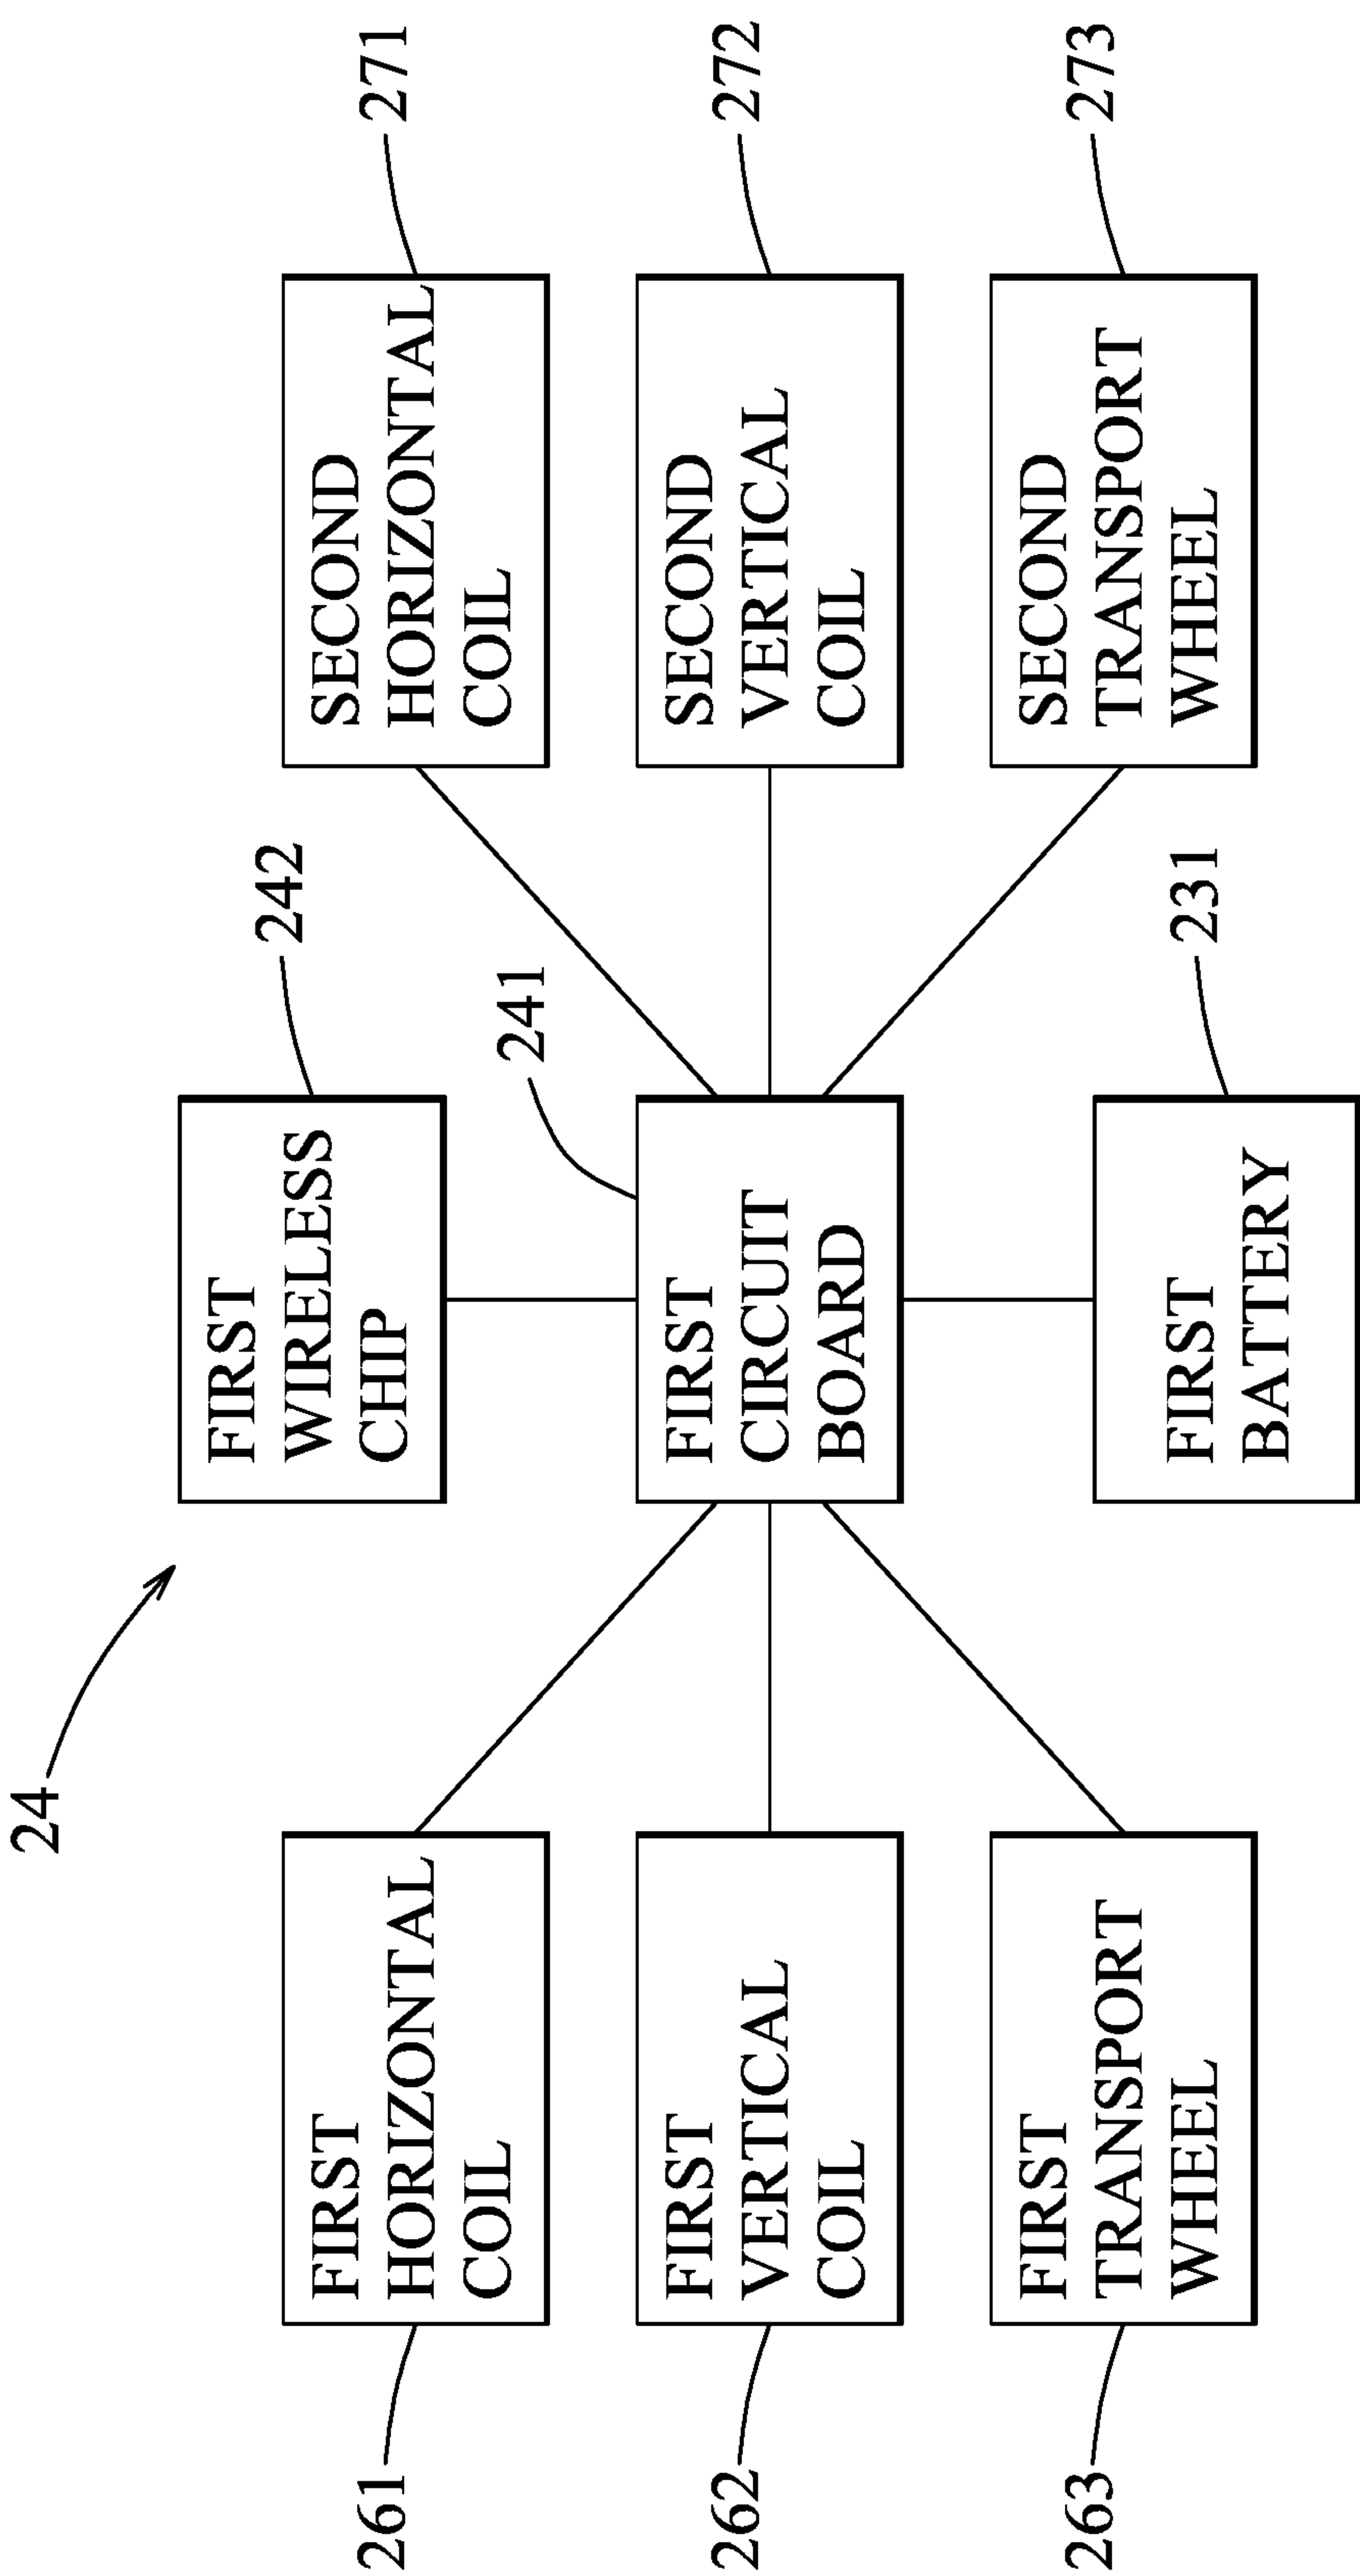 24
242
FIRST
WIRELESS
CHIP
261
FIRST
HORIZONTAL
COIL
271
SECOND
HORIZONTAL
COIL
241
FIRST
CIRCUIT
BOARD
262
FIRST
VERTICAL
COIL
272
SECOND
VERTICAL
COIL
263
FIRST
TRANSPORT
WHEEL
273
SECOND
TRANSPORT
WHEEL
231
FIRST
BATTERY